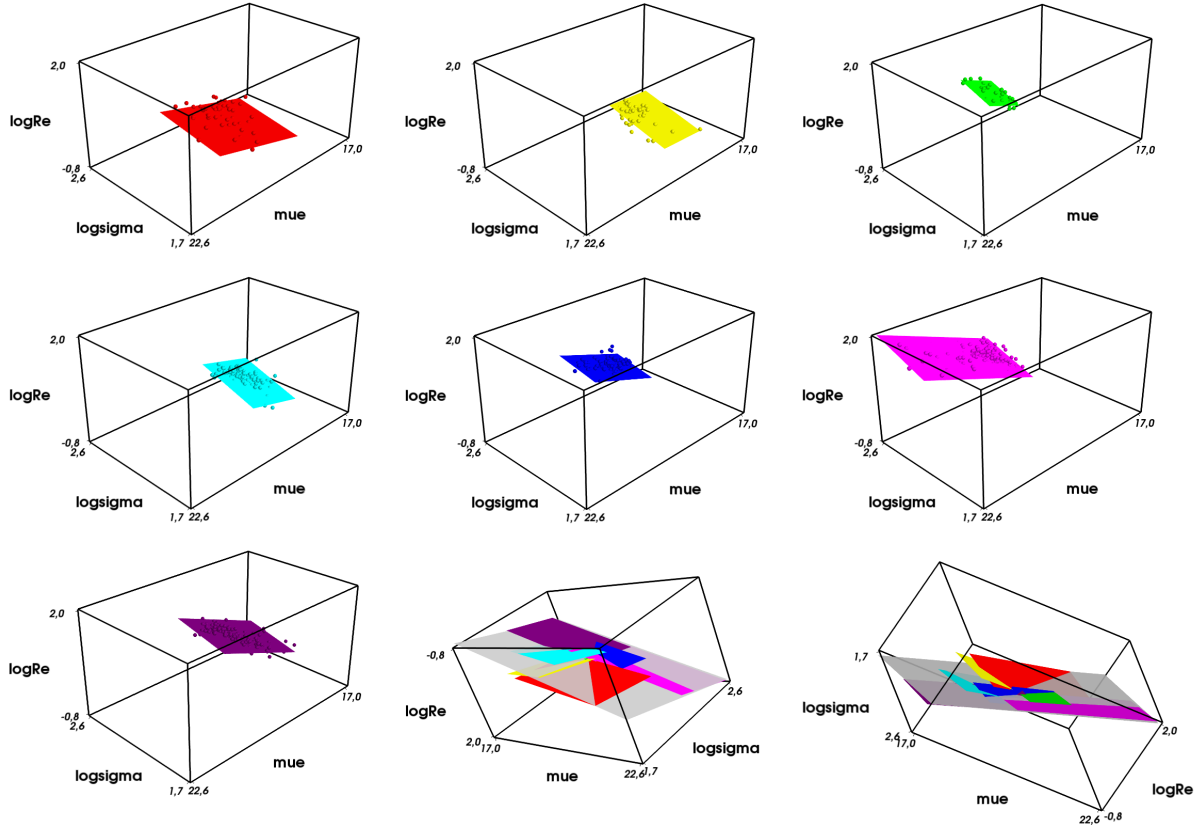 2,0
logRe
-0,8
2,6
logsigma
1,7 22,6
mue
17,0
2,0
logRe
-0,8
2,6
logsigma
1,7 22,6
mue
17,0
2,0
logRe
-0,8
2,6
logsigma
1,7 22,6
mue
17,0
2,0
logRe
-0,8
2,6
logsigma
1,7 22,6
mue
17,0
2,0
logRe
-0,8
2,6
logsigma
1,7 22,6
mue
17,0
2,0
logRe
-0,8
2,6
logsigma
1,7 22,6
mue
17,0
2,0
logRe
-0,8
2,6
logsigma
1,7 22,6
mue
17,0
-0,8
logRe
2,0 17,0
mue
22,6 1,7
logsigma
2,6
1,7
logsigma
2,6 17,0
mue
22,6 -0,8
logRe
2,0